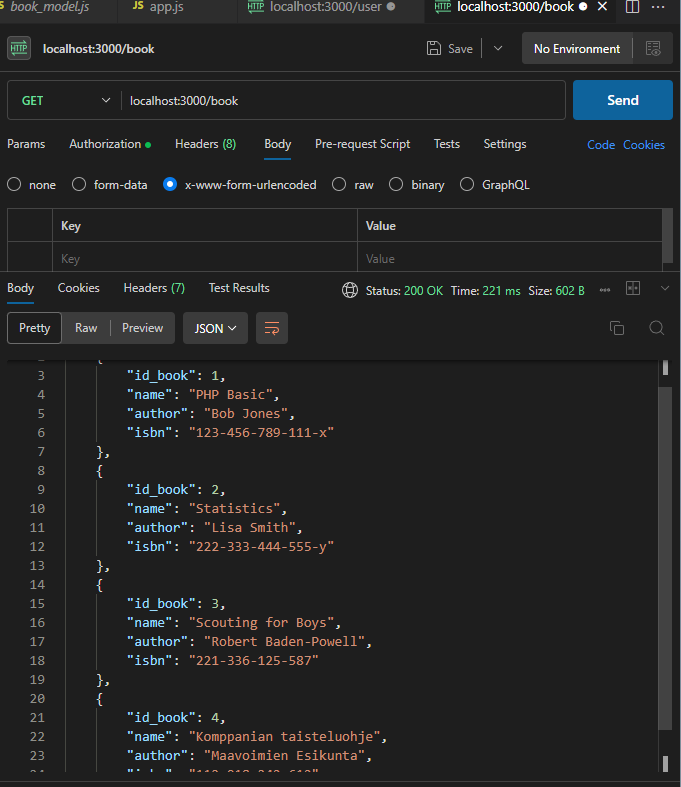 book_model.js JS app.js HTTP localhost:3000/user HTTP localhost:3000/book
HTTP localhost:3000/book Save No Environment
GET localhost:3000/book Send
Params Authorization Headers (8) Body Pre-request Script Tests Settings Code Cookies
none form-data x-www-form-urlencoded raw binary GraphQL
Key Value
Key Value
Body Cookies Headers (7) Test Results Status: 200 OK Time: 221 ms Size: 602 B
Pretty Raw Preview JSON
3 "id_book": 1,
4 "name": "PHP Basic",
5 "author": "Bob Jones",
6 "isbn": "123-456-789-111-x"
7 },
8 {
9 "id_book": 2,
10 "name": "Statistics",
11 "author": "Lisa Smith",
12 "isbn": "222-333-444-555-y"
13 },
14 {
15 "id_book": 3,
16 "name": "Scouting for Boys",
17 "author": "Robert Baden-Powell",
18 "isbn": "221-336-125-587"
19 },
20 {
21 "id_book": 4,
22 "name": "Komppanian taisteluohje",
23 "author": "Maavoimien Esikunta",